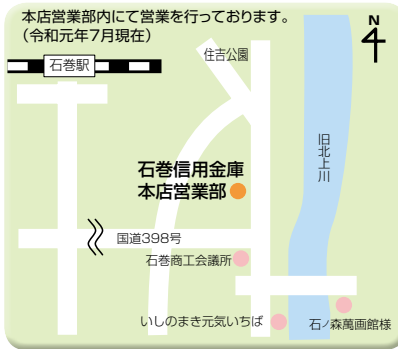 本店営業部内にて営業を行っております。
（令和元年7月現在）
N
住吉公園
石巻駅
旧北上川
石巻信用金庫
本店営業部
国道398号
石巻商工会議所
いしのまき元気いちば
石ノ森萬画館様